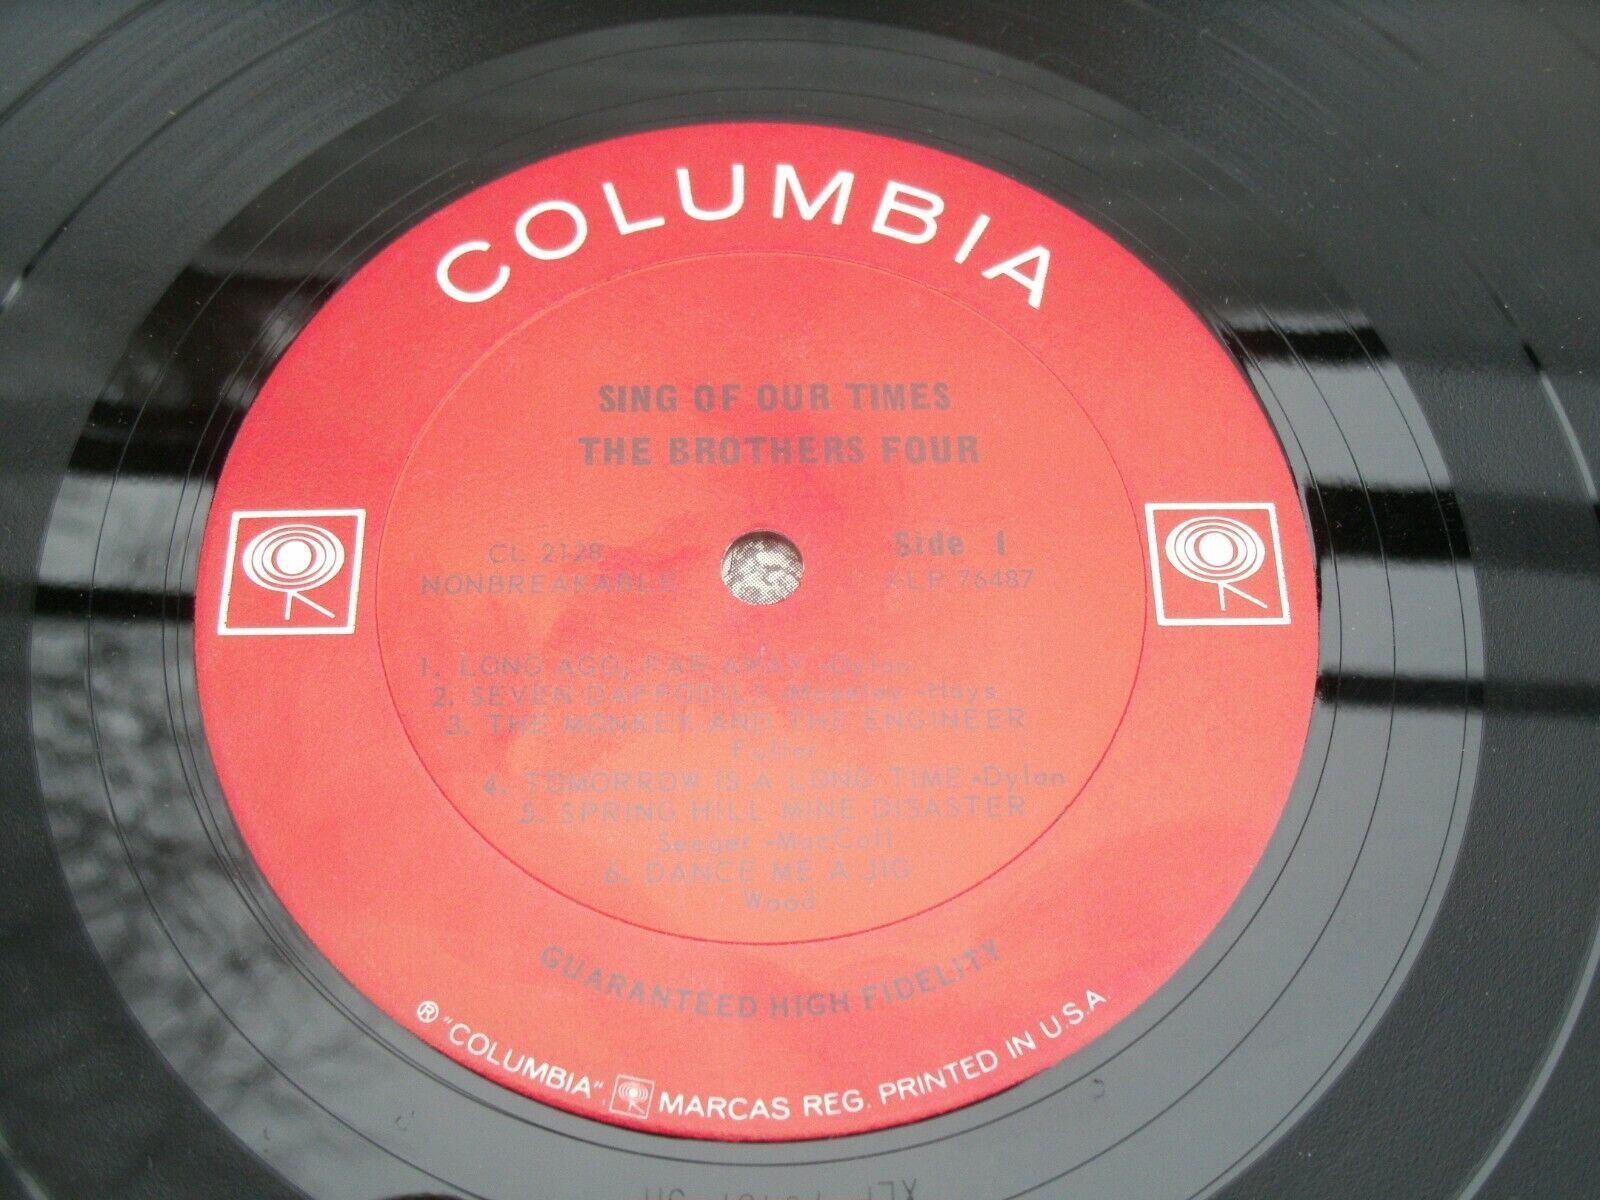 COLUMBIA
SING OF OUR TIMES
THE BROTHERS FOUR
CL 2128
NONBREAKABLE
Side 1
XLP 76487
1. LONG AGO, FAR AWAY -Dylan
2. SEVEN DAFFODILS -Moseley -Hays
3. THE MONKEY AND THE ENGINEER
Fuller
4. TOMORROW IS A LONG TIME -Dylan
5. SPRING HILL MINE DISASTER
Seeger -MacColl
6. DANCE ME A JIG
Wood
GUARANTEED HIGH FIDELITY
® "COLUMBIA", MARCAS REG. PRINTED IN U.S.A.